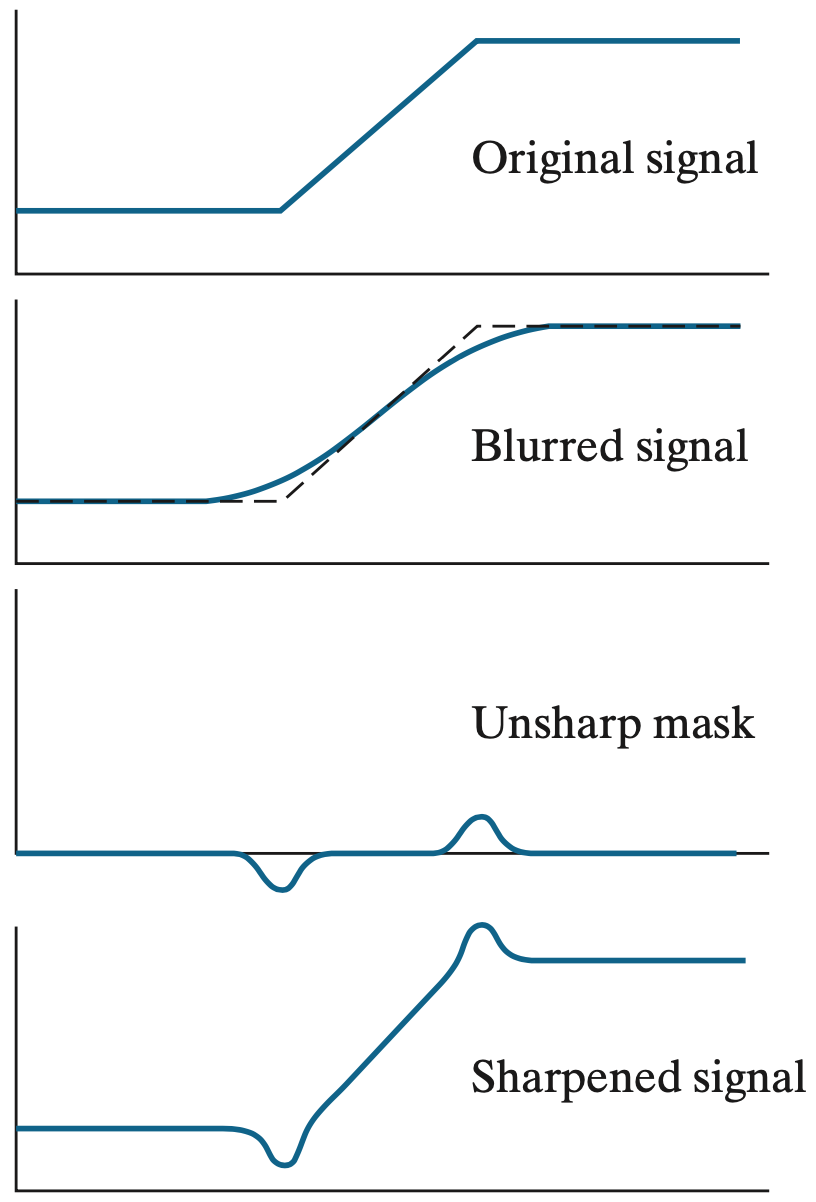 Original signal
Blurred signal
Unsharp mask
Sharpened signal